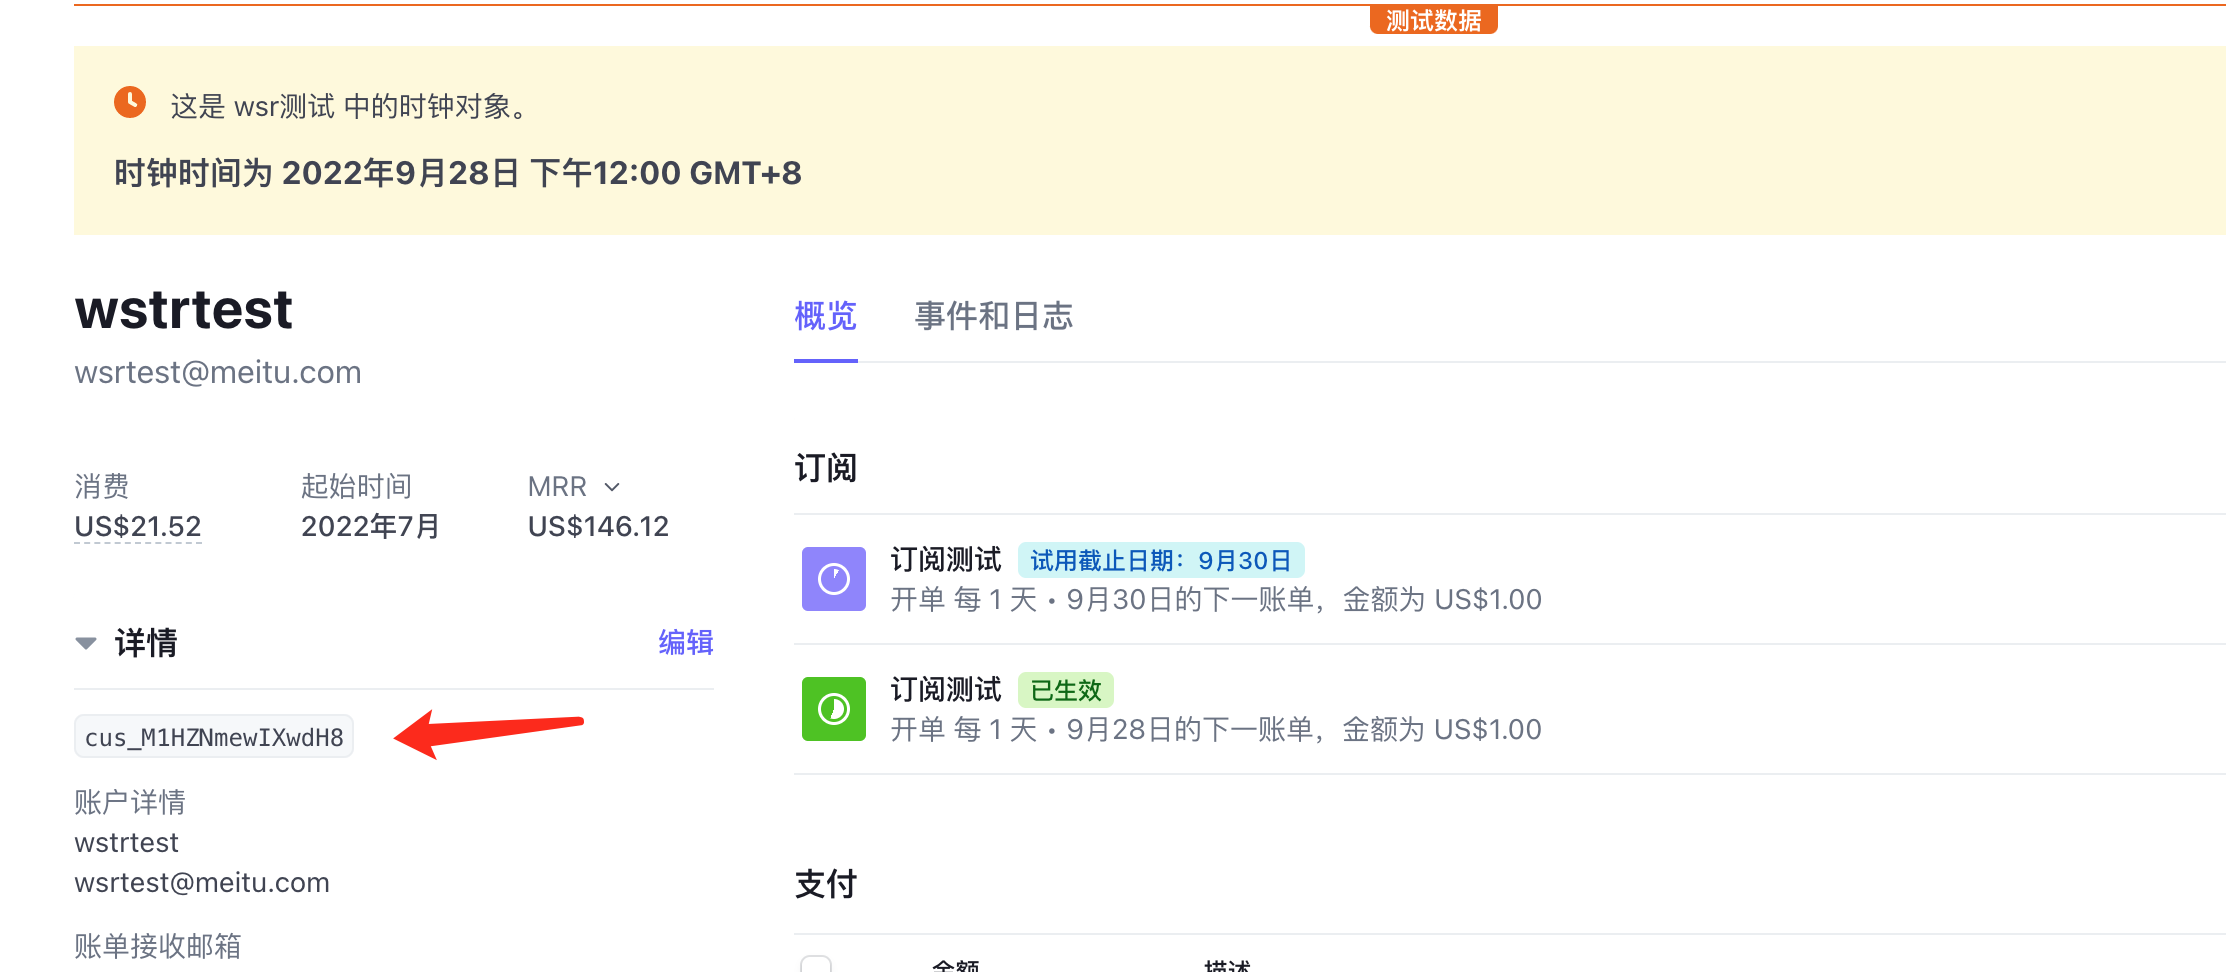 测试数据
这是 wsr测试 中的时钟对象。
时钟时间为 2022年9月28日 下午12:00 GMT+8
wstrtest
wsrtest@meitu.com
消费
US$21.52
起始时间
2022年7月
MRR
US$146.12
详情
编辑
cus_M1HZNmewIXwdH8
账户详情
wstrtest
wsrtest@meitu.com
账单接收邮箱
概览
事件和日志
订阅
订阅测试 试用截止日期：9月30日
开单 每 1 天 • 9月30日的下一账单，金额为 US$1.00
订阅测试 已生效
开单 每 1 天 • 9月28日的下一账单，金额为 US$1.00
支付
金额
描述